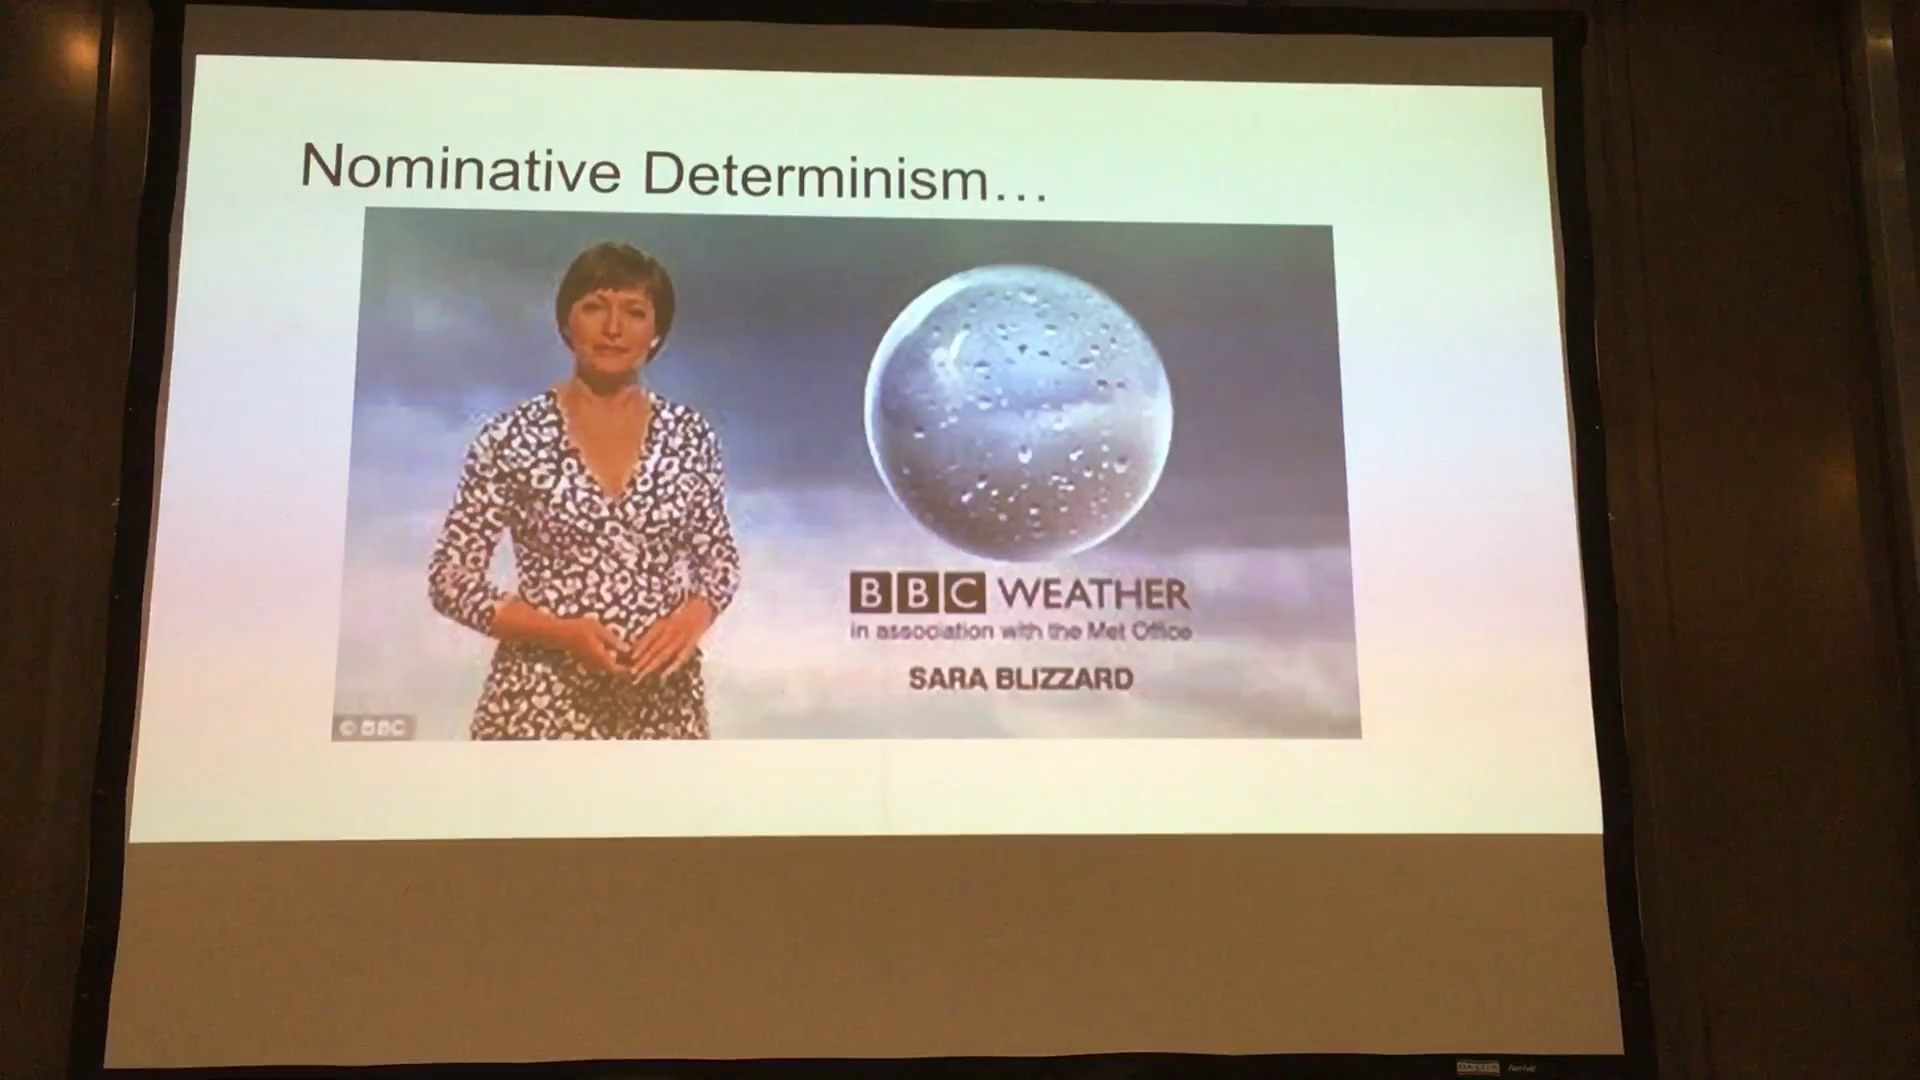 Nominative Determinism...
BBC WEATHER
in association with the Met Office
SARA BLIZZARD
© BBC